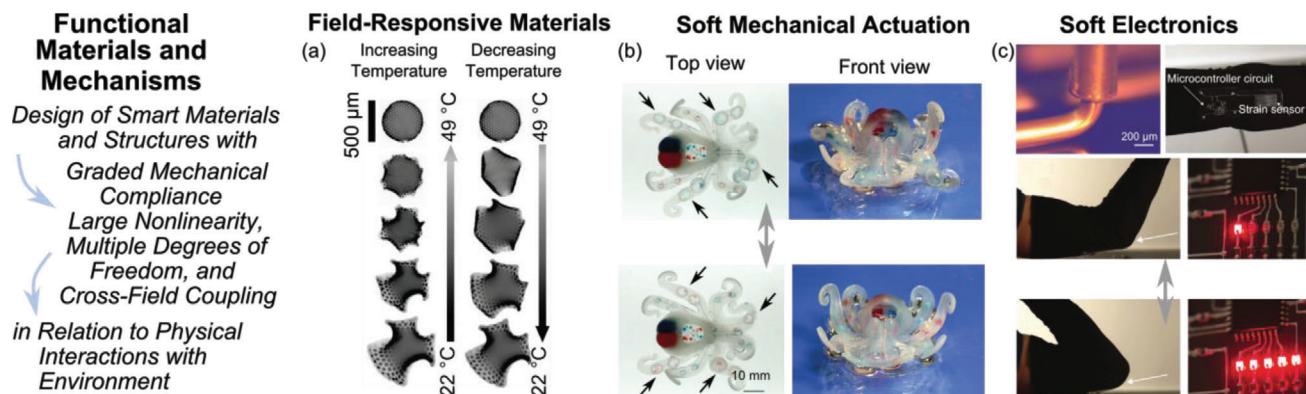 Functional
Materials and
Mechanisms
Design of Smart Materials
and Structures with
Graded Mechanical
Compliance
Large Nonlinearity,
Multiple Degrees of
Freedom, and
Cross-Field Coupling
in Relation to Physical
Interactions with
Environment
Field-Responsive Materials
(a)
Increasing
Temperature
Decreasing
Temperature
500 µm
49 °C
22 °C
49 °C
22 °C
Soft Mechanical Actuation
(b)
Top view
Front view
10 mm
Soft Electronics
(c)
200 µm
Microcontroller circuit
Strain sensor